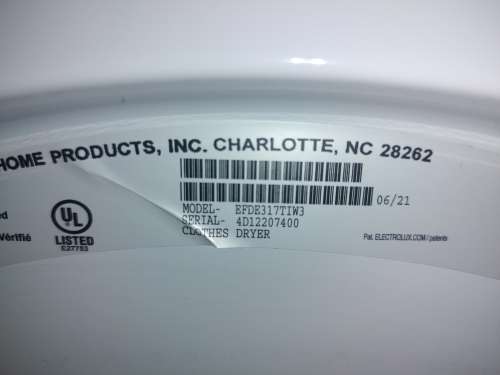 HOME PRODUCTS, INC. CHARLOTTE, NC 28262
06/21
MODEL- EFDE317TIW3
SERIAL- 4D12207400
CLOTHES DRYER
UL
LISTED
E27753
Vérifié
Pat. ELECTROLUX.COM/patents